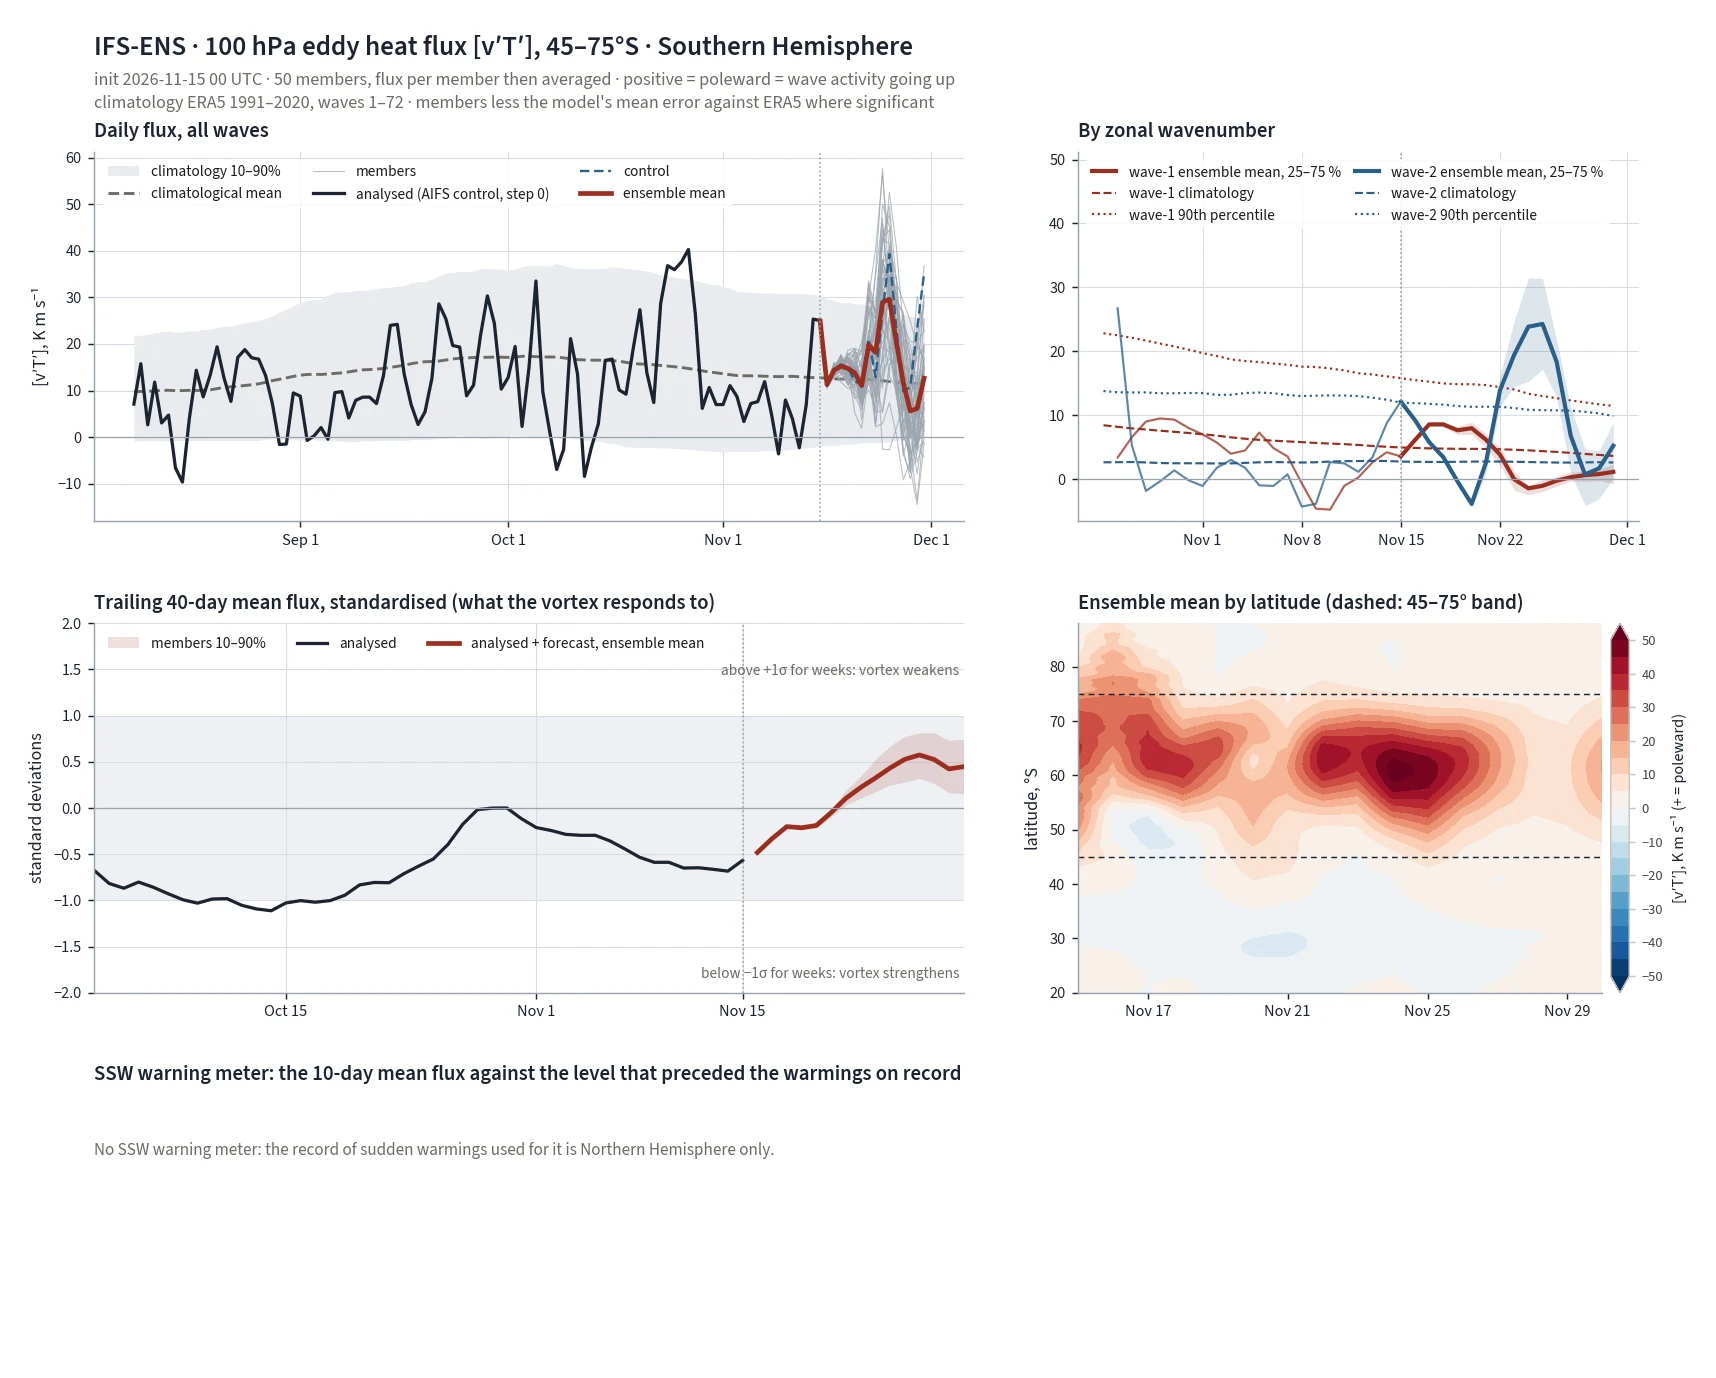 IFS-ENS · 100 hPa eddy heat flux [v′T′], 45–75°S · Southern Hemisphere
init 2026-11-15 00 UTC · 50 members, flux per member then averaged · positive = poleward = wave activity going up
climatology ERA5 1991–2020, waves 1–72 · members less the model's mean error against ERA5 where significant
Daily flux, all waves
climatology 10–90%
climatological mean
members
analysed (AIFS control, step 0)
control
ensemble mean
60
50
40
30
20
10
0
−10
[v′T′], K m s⁻¹
Sep 1
Oct 1
Nov 1
Dec 1
By zonal wavenumber
wave-1 ensemble mean, 25–75 %
wave-1 climatology
wave-1 90th percentile
wave-2 ensemble mean, 25–75 %
wave-2 climatology
wave-2 90th percentile
50
40
30
20
10
0
Nov 1
Nov 8
Nov 15
Nov 22
Dec 1
Trailing 40-day mean flux, standardised (what the vortex responds to)
members 10–90%
analysed
analysed + forecast, ensemble mean
above +1σ for weeks: vortex weakens
below −1σ for weeks: vortex strengthens
2.0
1.5
1.0
0.5
0.0
−0.5
−1.0
−1.5
−2.0
standard deviations
Oct 15
Nov 1
Nov 15
Ensemble mean by latitude (dashed: 45–75° band)
80
70
60
50
40
30
20
latitude, °S
Nov 17
Nov 21
Nov 25
Nov 29
50
40
30
20
10
0
−10
−20
−30
−40
−50
[v′T′], K m s⁻¹ (+ = poleward)
SSW warning meter: the 10-day mean flux against the level that preceded the warmings on record
No SSW warning meter: the record of sudden warmings used for it is Northern Hemisphere only.